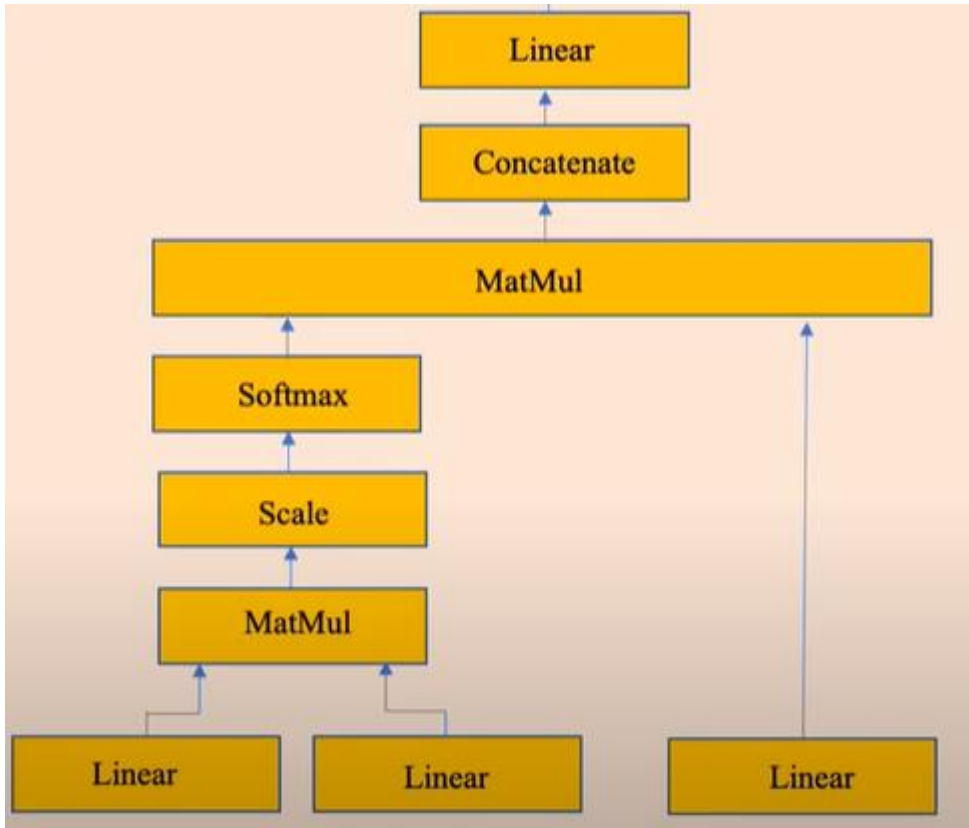 Linear
Concatenate
MatMul
Softmax
Scale
MatMul
Linear
Linear
Linear